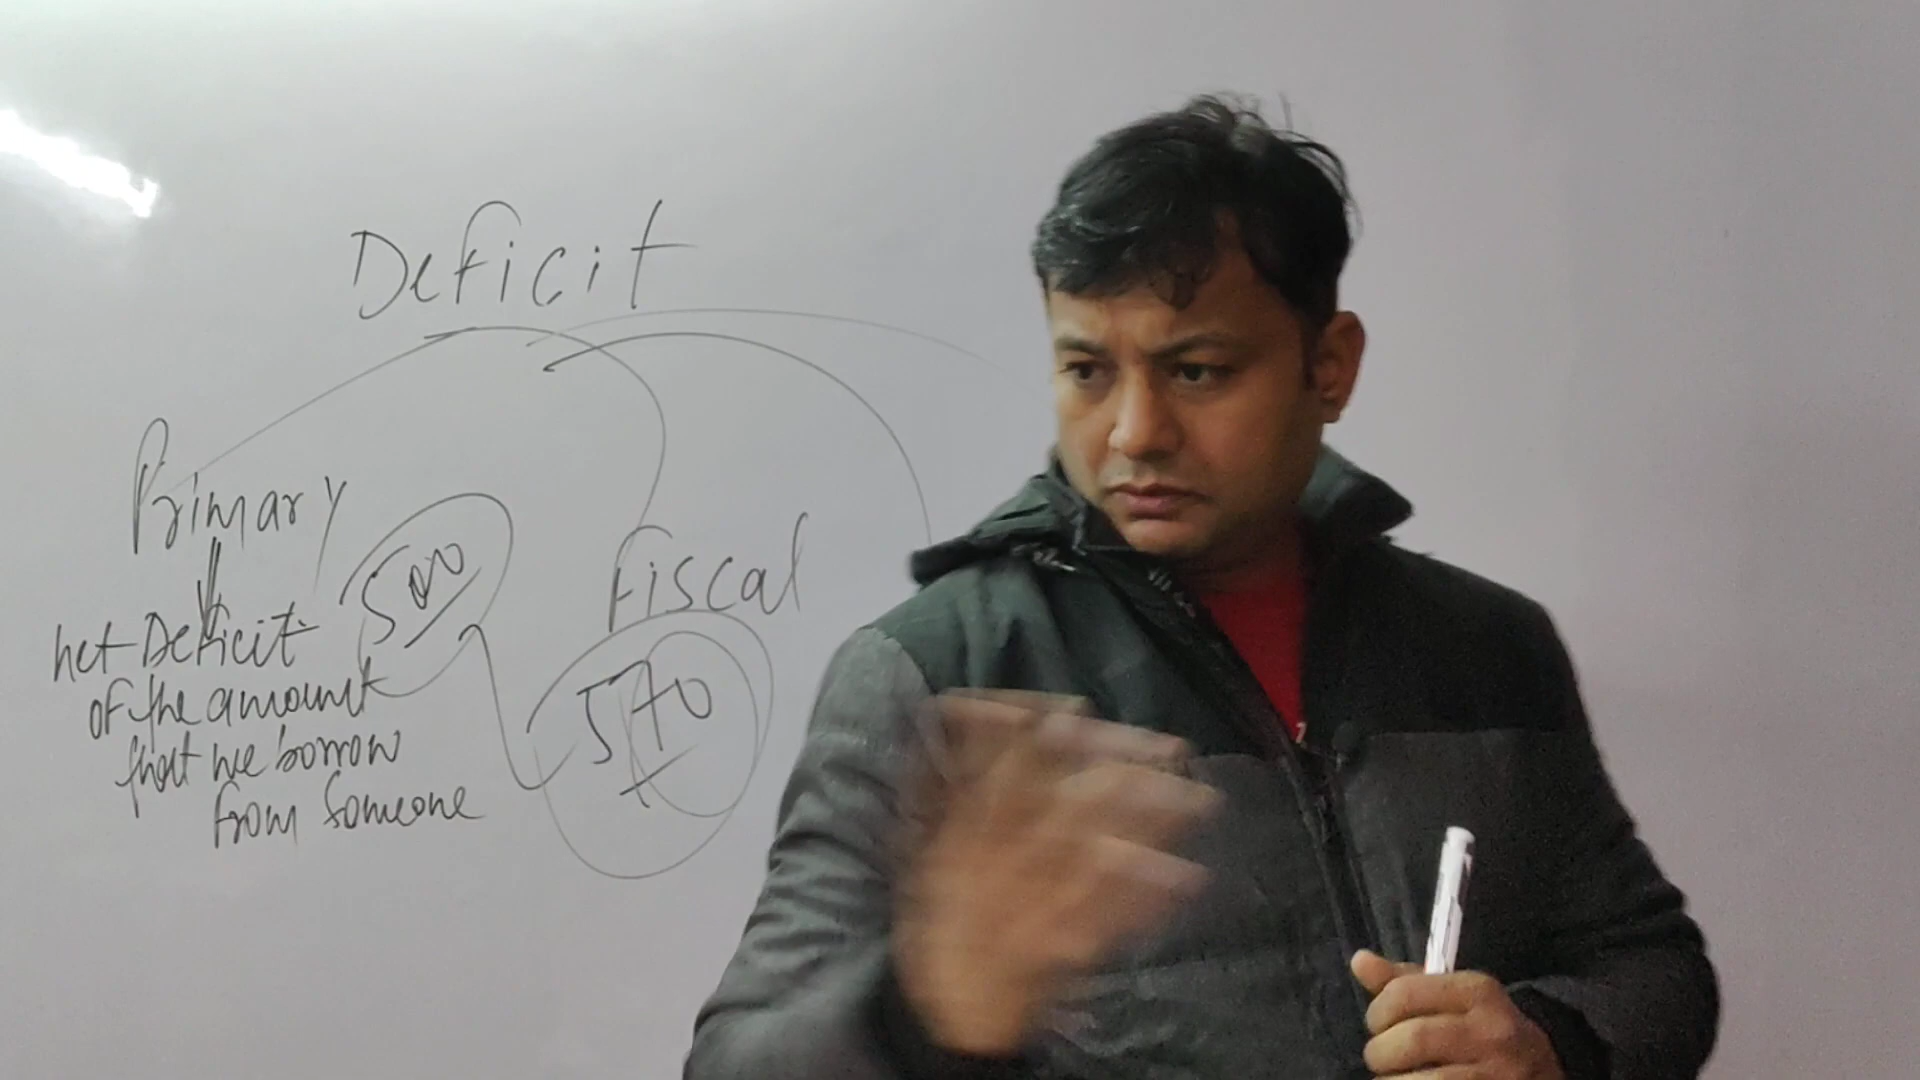 Deficit
Primary
500
Fiscal
570
net Deficit
of the amount
that we borrow
from someone